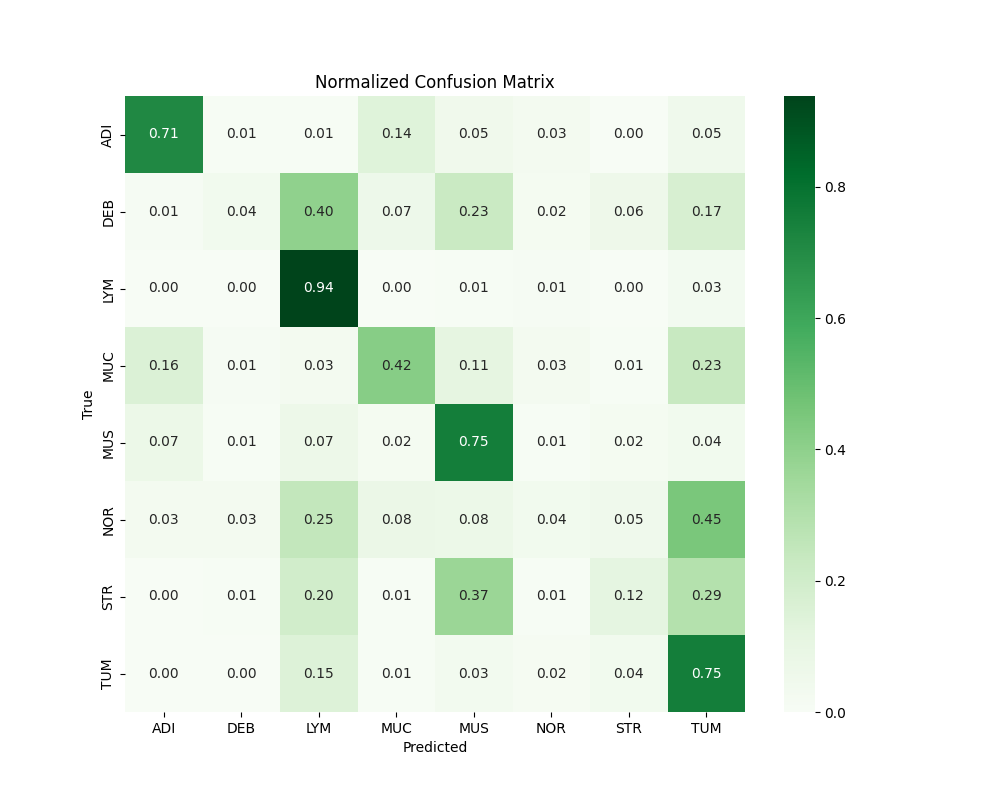 Normalized Confusion Matrix
ADI 0.71 0.01 0.01 0.14 0.05 0.03 0.00 0.05
DEB 0.01 0.04 0.40 0.07 0.23 0.02 0.06 0.17
LYM 0.00 0.00 0.94 0.00 0.01 0.01 0.00 0.03
MUC 0.16 0.01 0.03 0.42 0.11 0.03 0.01 0.23
MUS 0.07 0.01 0.07 0.02 0.75 0.01 0.02 0.04
NOR 0.03 0.03 0.25 0.08 0.08 0.04 0.05 0.45
STR 0.00 0.01 0.20 0.01 0.37 0.01 0.12 0.29
TUM 0.00 0.00 0.15 0.01 0.03 0.02 0.04 0.75
True
ADI DEB LYM MUC MUS NOR STR TUM
Predicted
0.8
0.6
0.4
0.2
0.0